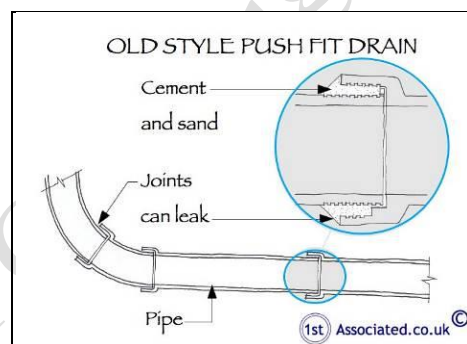 OLD STYLE PUSH FIT DRAIN
Cement
and sand
Joints
can leak
Pipe
1st Associated.co.uk ©